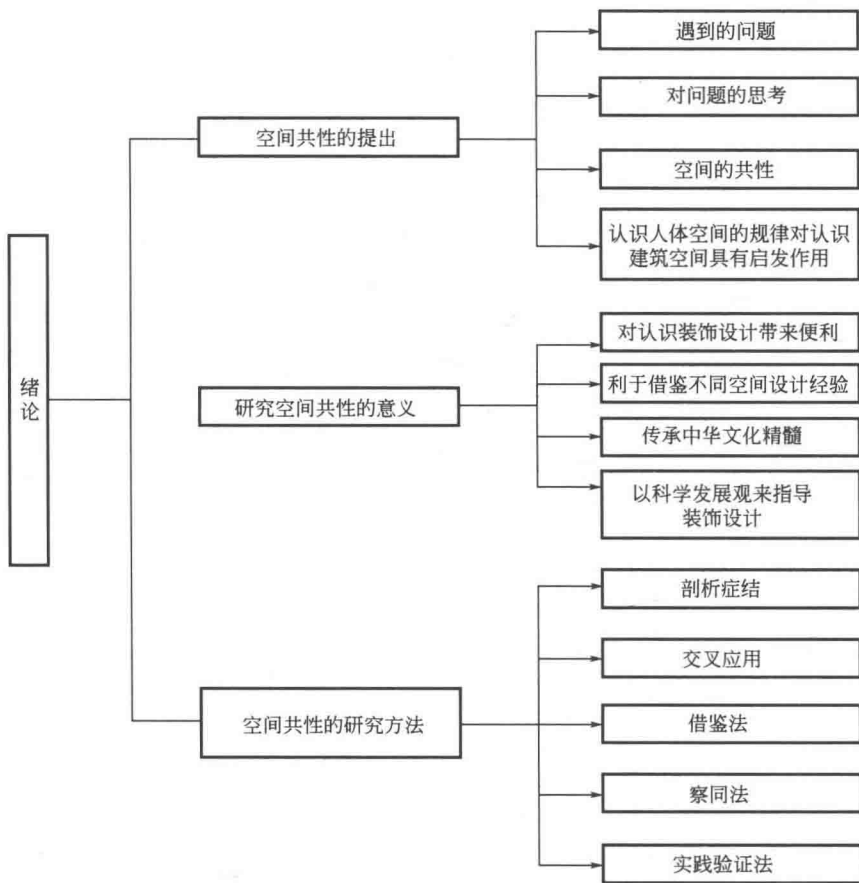 绪论
空间共性的提出
遇到的问题
对问题的思考
空间的共性
认识人体空间的规律对认识
建筑空间具有启发作用
研究空间共性的意义
对认识装饰设计带来便利
利于借鉴不同空间设计经验
传承中华文化精髓
以科学发展观来指导
装饰设计
空间共性的研究方法
剖析症结
交叉应用
借鉴法
察同法
实践验证法